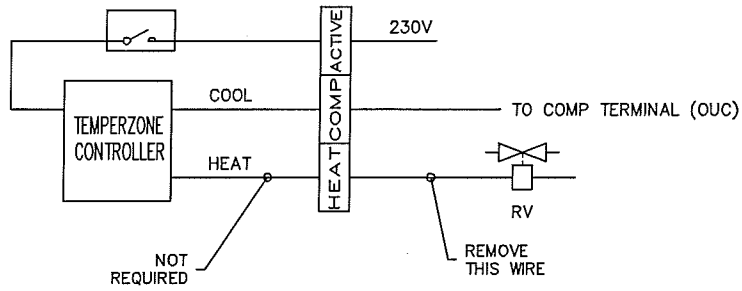 ACTIVE
230V
COOL
COMP
TO COMP TERMINAL (OUC)
TEMPERZONE
CONTROLLER
HEAT
HEAT
RV
NOT
REQUIRED
REMOVE
THIS WIRE